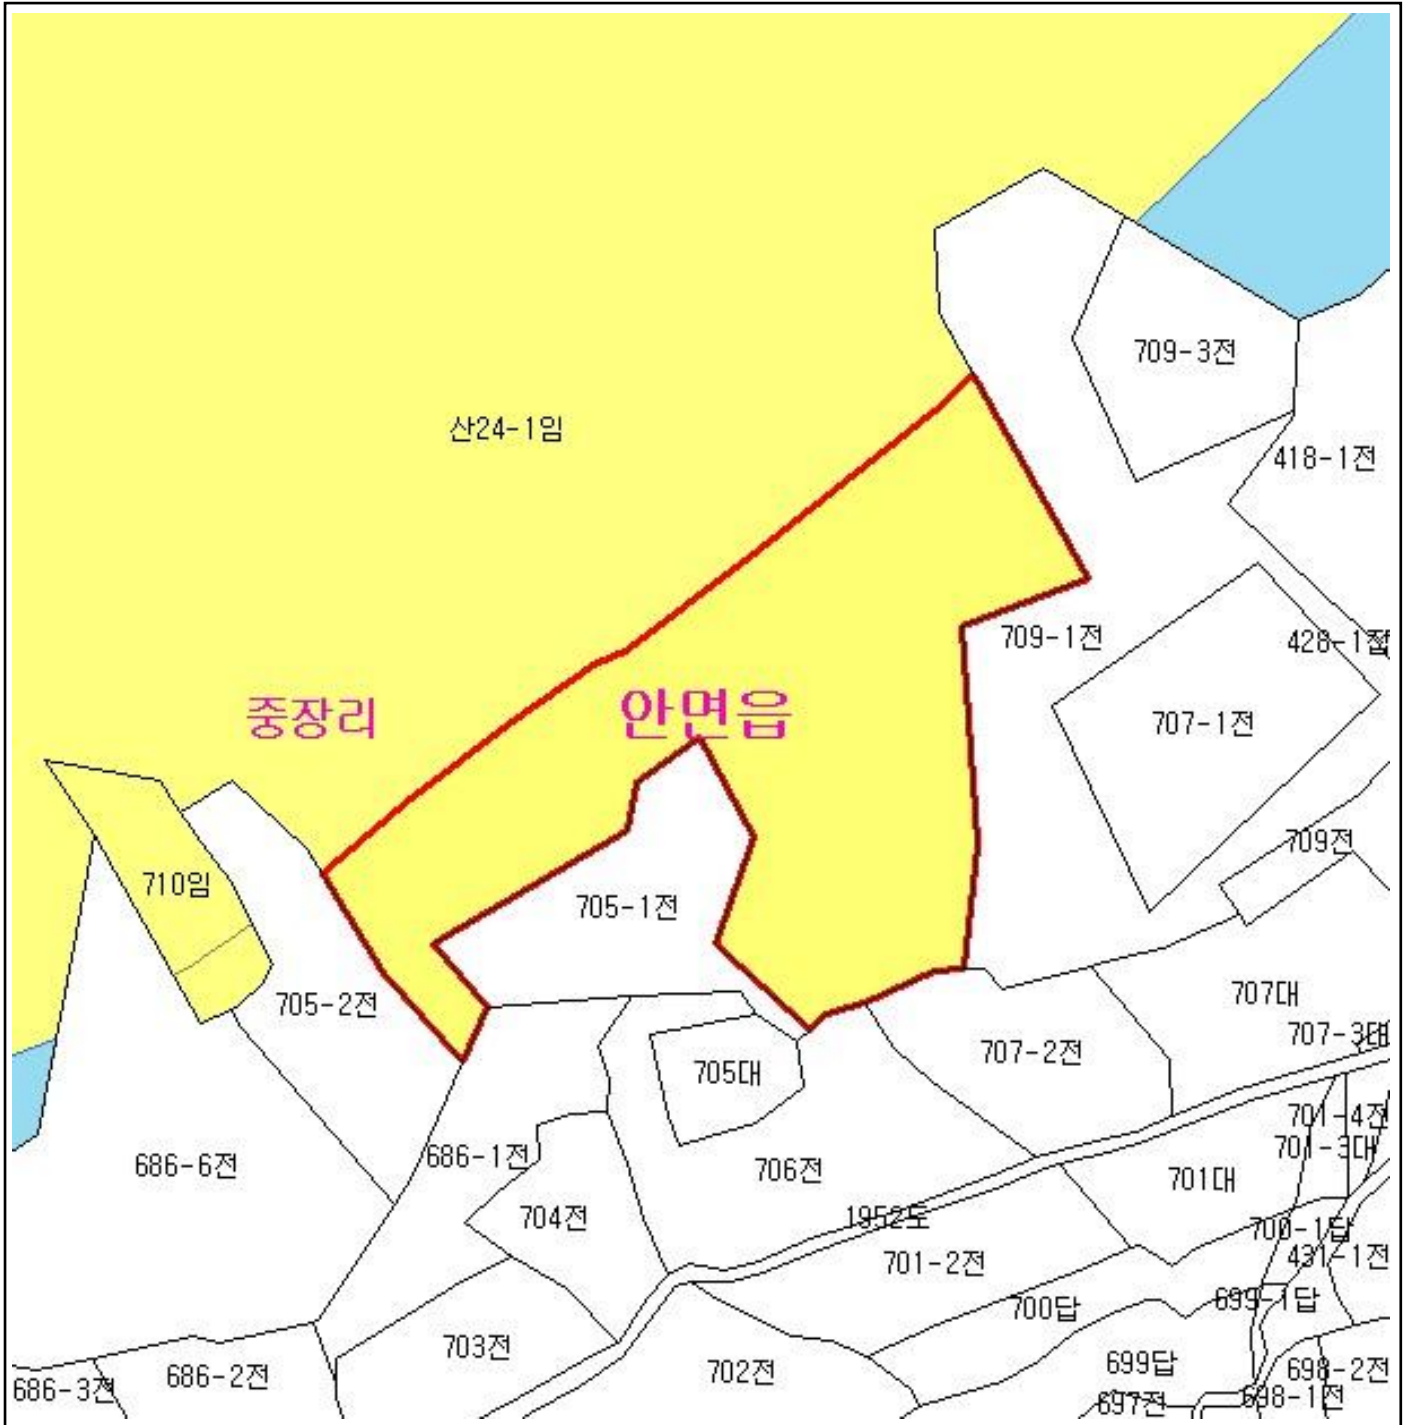 709-3전
산24-1임
418-1전
709-1전
428-1전
중장리
안면읍
707-1전
709전
710임
705-1전
705-2전
707대
707-3대
707-2전
705대
701-4전
701-3대
686-1전
686-6전
706전
701대
704전
1952도
700-1답
431-1전
701-2전
699-1답
700답
703전
699답
702전
698-2전
686-2전
686-3전
697전
698-1전